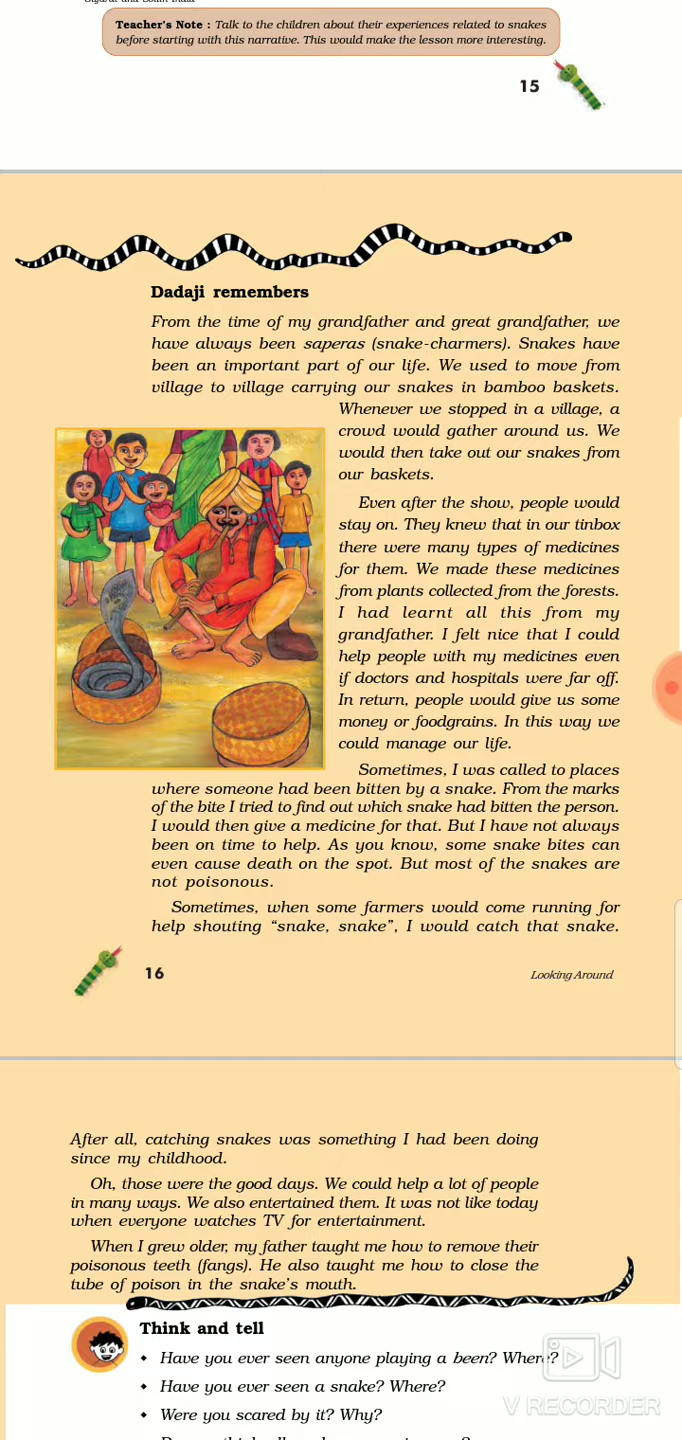 Teacher's Note : Talk to the children about their experiences related to snakes
before starting with this narrative. This would make the lesson more interesting.
15
Dadaji remembers
From the time of my grandfather and great grandfather, we
have always been saperas (snake-charmers). Snakes have
been an important part of our life. We used to move from
village to village carrying our snakes in bamboo baskets.
Whenever we stopped in a village, a
crowd would gather around us. We
would then take out our snakes from
our baskets.
Even after the show, people would
stay on. They knew that in our tinbox
there were many types of medicines
for them. We made these medicines
from plants collected from the forests.
I had learnt all this from my
grandfather. I felt nice that I could
help people with my medicines even
if doctors and hospitals were far off.
In return, people would give us some
money or foodgrains. In this way we
could manage our life.
Sometimes, I was called to places
where someone had been bitten by a snake. From the marks
of the bite I tried to find out which snake had bitten the person.
I would then give a medicine for that. But I have not always
been on time to help. As you know, some snake bites can
even cause death on the spot. But most of the snakes are
not poisonous.
Sometimes, when some farmers would come running for
help shouting “snake, snake”, I would catch that snake.
16
Looking Around
After all, catching snakes was something I had been doing
since my childhood.
Oh, those were the good days. We could help a lot of people
in many ways. We also entertained them. It was not like today
when everyone watches TV for entertainment.
When I grew older, my father taught me how to remove their
poisonous teeth (fangs). He also taught me how to close the
tube of poison in the snake's mouth.
Think and tell
• Have you ever seen anyone playing a been? Where?
• Have you ever seen a snake? Where?
• Were you scared by it? Why?
V RECORDER